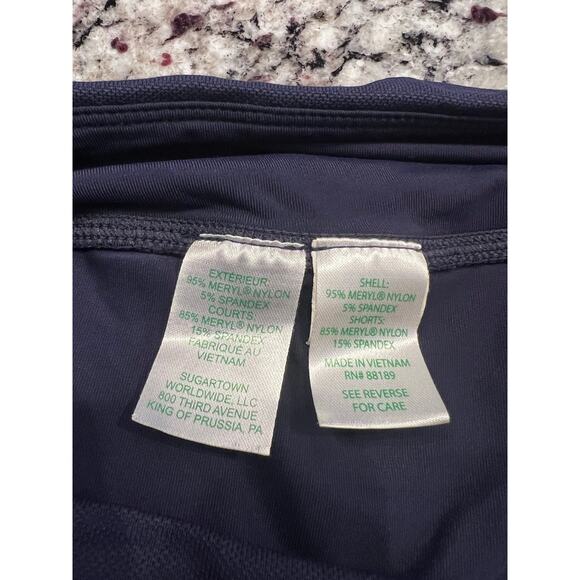 EXTÉRIEUR:
95% MERYL® NYLON
5% SPANDEX
COURTS:
85% MERYL® NYLON
15% SPANDEX
FABRIQUÉ AU
VIETNAM
SUGARTOWN
WORLDWIDE, LLC
800 THIRD AVENUE
KING OF PRUSSIA, PA
SHELL:
95% MERYL® NYLON
5% SPANDEX
SHORTS:
85% MERYL® NYLON
15% SPANDEX
MADE IN VIETNAM
RN# 88189
SEE REVERSE
FOR CARE